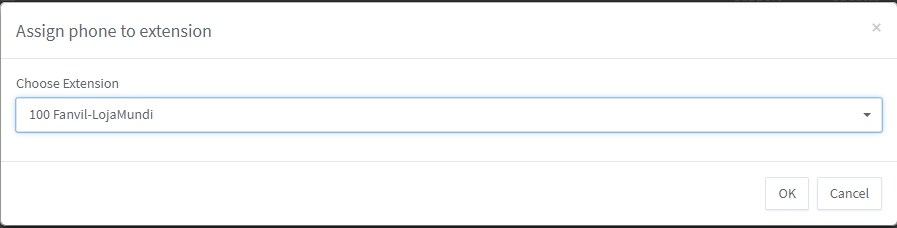 Assign phone to extension
×
Choose Extension
100 Fanvil-LojaMundi
OK
Cancel